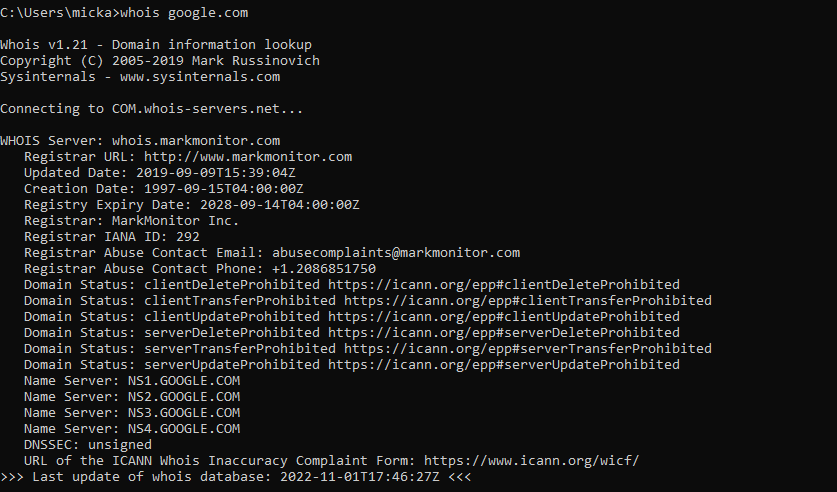 C:\Users\micka>whois google.com
Whois v1.21 - Domain information lookup
Copyright (C) 2005-2019 Mark Russinovich
Sysinternals - www.sysinternals.com
Connecting to COM.whois-servers.net...
WHOIS Server: whois.markmonitor.com
Registrar URL: http://www.markmonitor.com
Updated Date: 2019-09-09T15:39:04Z
Creation Date: 1997-09-15T04:00:00Z
Registry Expiry Date: 2028-09-14T04:00:00Z
Registrar: MarkMonitor Inc.
Registrar IANA ID: 292
Registrar Abuse Contact Email: abusecomplaints@markmonitor.com
Registrar Abuse Contact Phone: +1.2086851750
Domain Status: clientDeleteProhibited https://icann.org/epp#clientDeleteProhibited
Domain Status: clientTransferProhibited https://icann.org/epp#clientTransferProhibited
Domain Status: clientUpdateProhibited https://icann.org/epp#clientUpdateProhibited
Domain Status: serverDeleteProhibited https://icann.org/epp#serverDeleteProhibited
Domain Status: serverTransferProhibited https://icann.org/epp#serverTransferProhibited
Domain Status: serverUpdateProhibited https://icann.org/epp#serverUpdateProhibited
Name Server: NS1.GOOGLE.COM
Name Server: NS2.GOOGLE.COM
Name Server: NS3.GOOGLE.COM
Name Server: NS4.GOOGLE.COM
DNSSEC: unsigned
URL of the ICANN Whois Inaccuracy Complaint Form: https://www.icann.org/wicf/
>>> Last update of whois database: 2022-11-01T17:46:27Z <<<